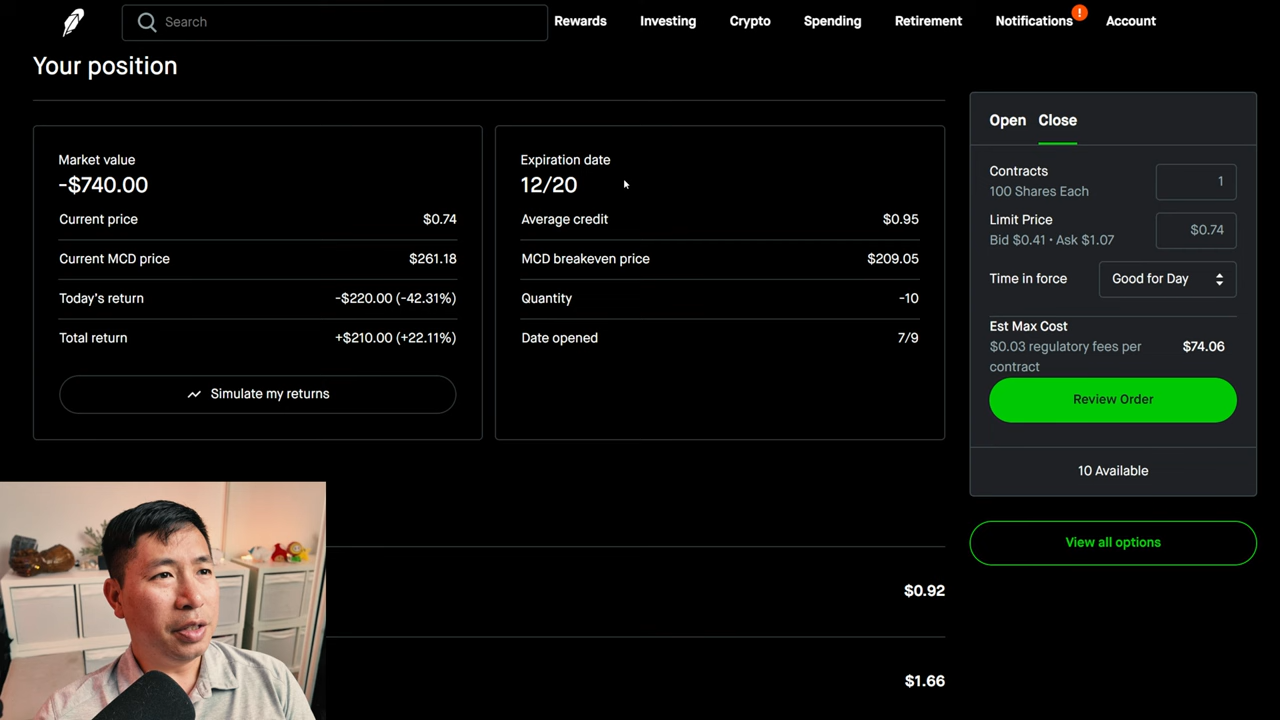 Search
Rewards
Investing
Crypto
Spending
Retirement
Notifications
!
Account
Your position
Market value
-$740.00
Current price $0.74
Current MCD price $261.18
Today's return -$220.00 (-42.31%)
Total return +$210.00 (+22.11%)
Simulate my returns
Expiration date
12/20
Average credit $0.95
MCD breakeven price $209.05
Quantity -10
Date opened 7/9
Open Close
Contracts
100 Shares Each
1
Limit Price
Bid $0.41 • Ask $1.07
$0.74
Time in force Good for Day
Est Max Cost
$0.03 regulatory fees per
contract
$74.06
Review Order
10 Available
View all options
$0.92
$1.66